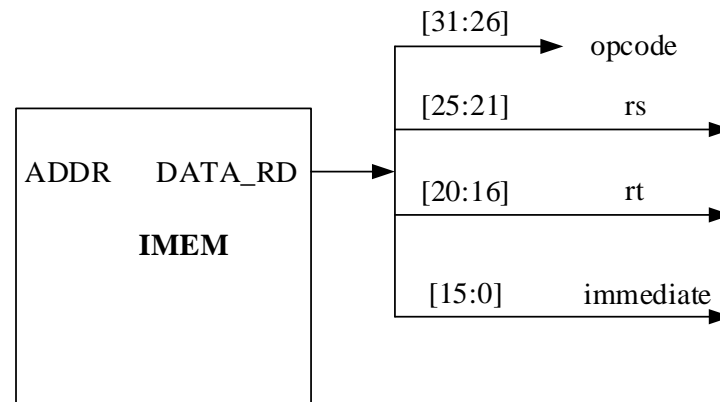 [31:26]
opcode
[25:21] rs
ADDR DATA_RD
[20:16] rt
IMEM
[15:0] immediate